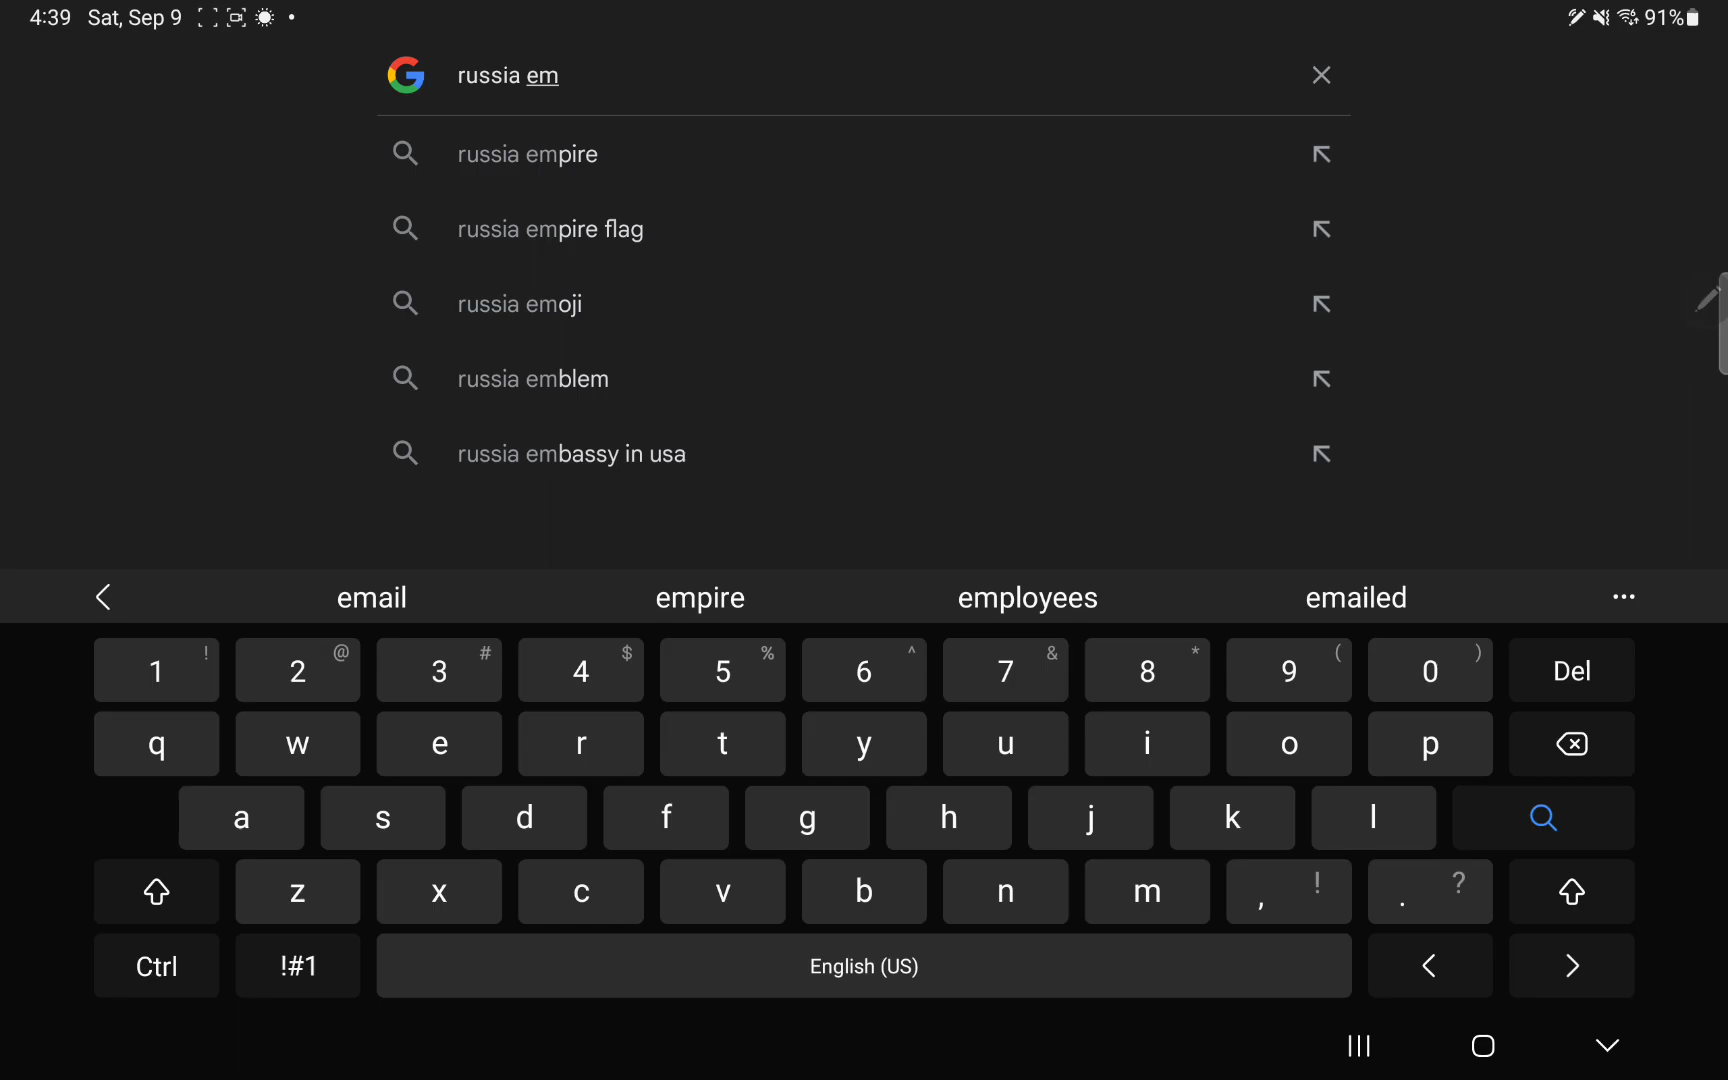 4:39 Sat, Sep 9 91%
russia em
russia empire
russia empire flag
russia emoji
russia emblem
russia embassy in usa
email empire employees emailed ...
1 ! 2 @ 3 # 4 $ 5 % 6 ^ 7 & 8 * 9 ( 0 ) Del
q w e r t y u i o p
a s d f g h j k l
z x c v b n m , ! . ?
Ctrl !#1 English (US) < >